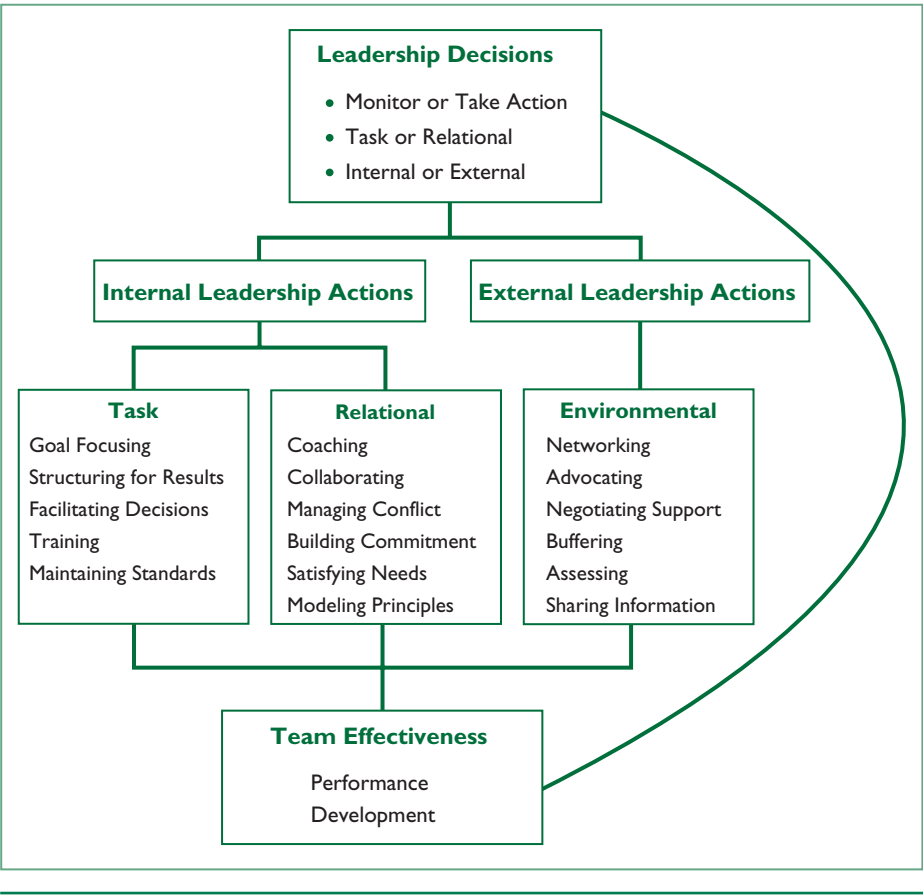 Leadership Decisions
• Monitor or Take Action
• Task or Relational
• Internal or External
Internal Leadership Actions
External Leadership Actions
Task
Goal Focusing
Structuring for Results
Facilitating Decisions
Training
Maintaining Standards
Relational
Coaching
Collaborating
Managing Conflict
Building Commitment
Satisfying Needs
Modeling Principles
Environmental
Networking
Advocating
Negotiating Support
Buffering
Assessing
Sharing Information
Team Effectiveness
Performance
Development